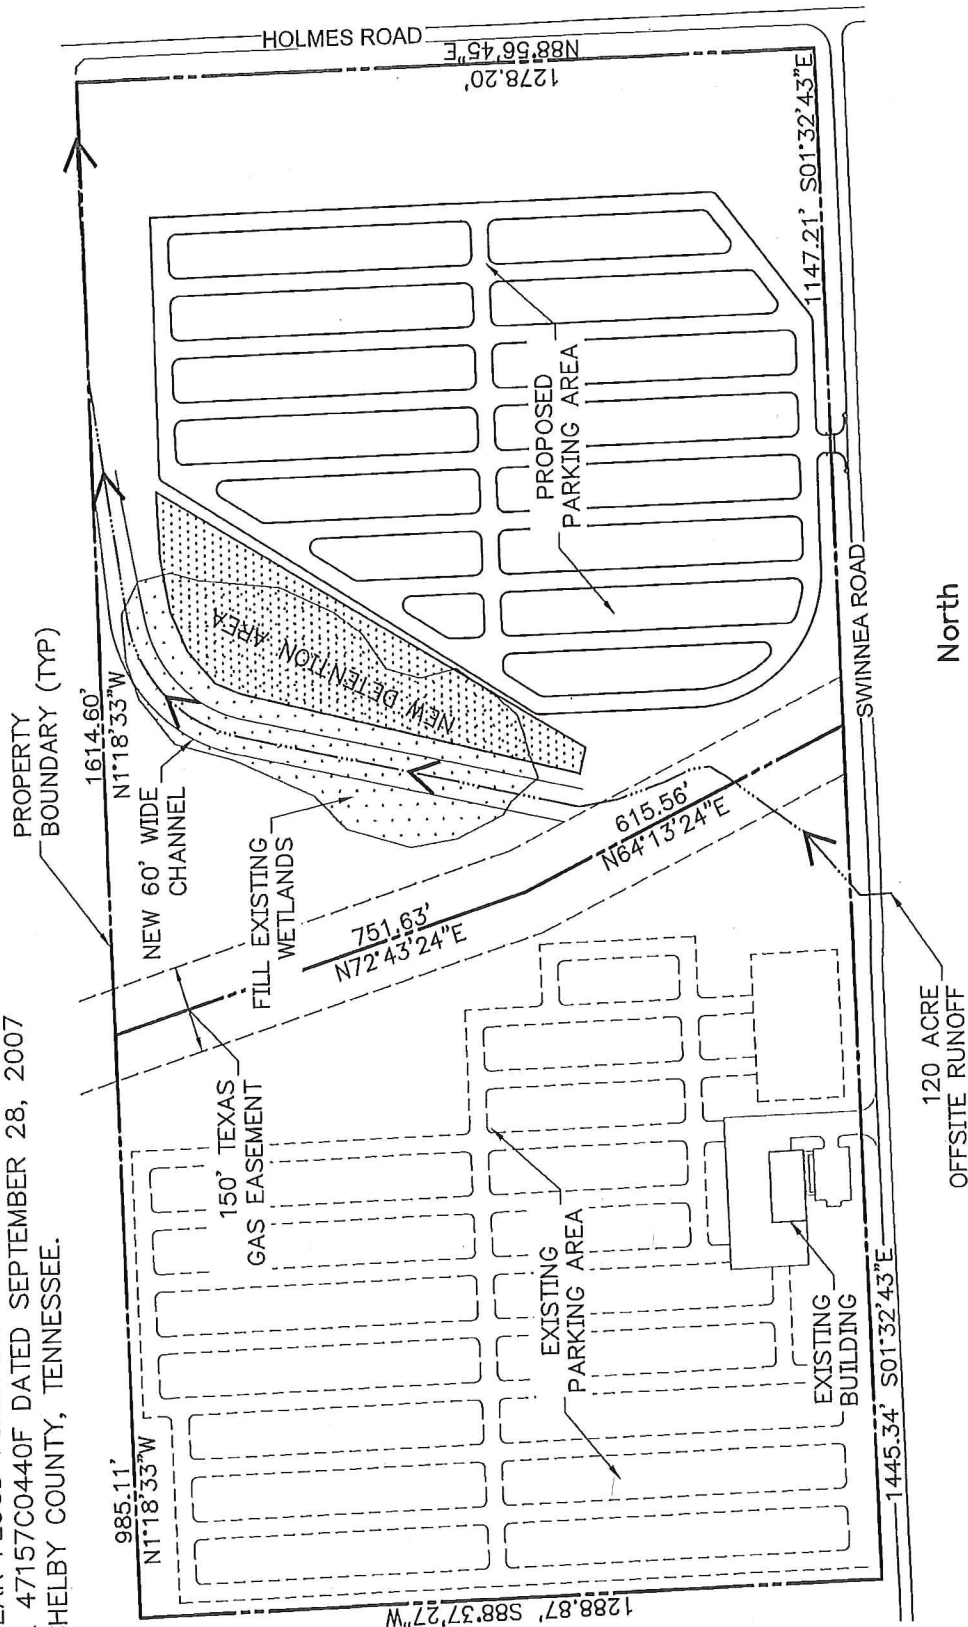 47157C0440F DATED SEPTEMBER 28, 2007
SHELBY COUNTY, TENNESSEE.
PROPERTY
BOUNDARY (TYP)
HOLMES ROAD
N88°56'45"E
1278.20'
1614.60'
N1°18'33"W
NEW 60' WIDE
CHANNEL
FILL EXISTING
WETLANDS
NEW DETENTION AREA
PROPOSED
PARKING AREA
1147.21' S01°32'43"E
SWINNEA ROAD
751.63'
N72°43'24"E
615.56'
N64°13'24"E
150' TEXAS
GAS EASEMENT
985.11'
N1°18'33"W
EXISTING
PARKING AREA
EXISTING
BUILDING
1288.87' S88°37'27"W
1445.34' S01°32'43"E
120 ACRE
OFFSITE RUNOFF
North